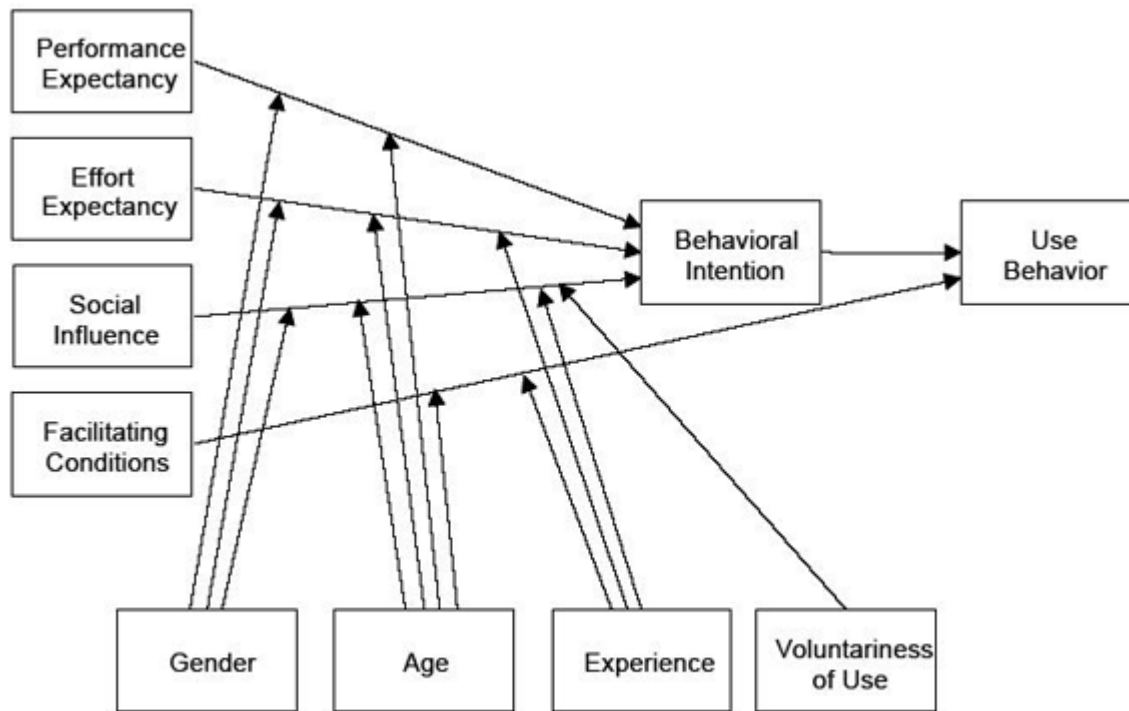 Performance
Expectancy
Effort
Expectancy
Social
Influence
Facilitating
Conditions
Behavioral
Intention
Use
Behavior
Gender
Age
Experience
Voluntariness
of Use